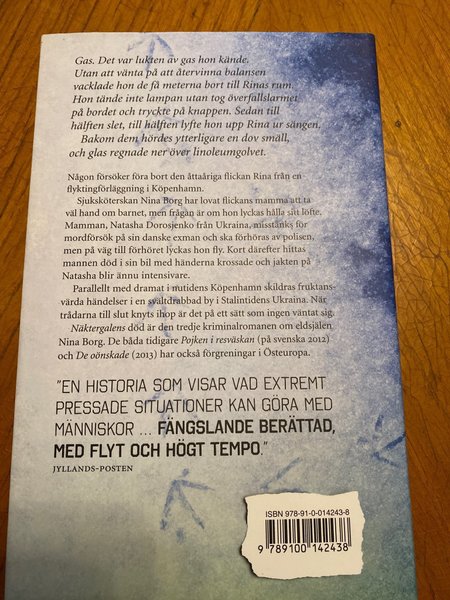 Gas. Det var lukten av gas hon kände.
Utan att vänta på att återvinna balansen
vacklade hon de få meterna bort till Rinas rum.
Hon tände inte lampan utan tog överfallslarmet
på bordet och tryckte på knappen. Sedan till
hälften slet, till hälften lyfte hon upp Rina ur sängen.
Bakom dem hördes ytterligare en dov smäll,
och glas regnade ner över linoleumgolvet.
Någon försöker föra bort den åttaåriga flickan Rina från en
flyktingförläggning i Köpenhamn.
Sjuksköterskan Nina Borg har lovat flickans mamma att ta
väl hand om barnet, men frågan är om hon lyckas hålla sitt löfte.
Mamman, Natasha Dorosjenko från Ukraina, misstänks för
mordförsök på sin danske exman och ska förhöras av polisen,
men på väg till förhöret lyckas hon fly. Kort därefter hittas
mannen död i sin bil med händerna krossade och jakten på
Natasha blir ännu intensivare.
Parallellt med dramat i nutidens Köpenhamn skildras fruktans-
värda händelser i en svältdrabbad by i Stalintidens Ukraina. När
trådarna till slut knyts ihop är det på ett sätt som ingen väntat sig.
Näktergalens död är den tredje kriminalromanen om eldsjälen
Nina Borg. De båda tidigare Pojken i resväskan (på svenska 2012)
och De oönskade (2013) har också förgreningar i Östeuropa.
"EN HISTORIA SOM VISAR VAD EXTREMT
PRESSADE SITUATIONER KAN GÖRA MED
MÄNNISKOR ... FÄNGSLANDE BERÄTTAD,
MED FLYT OCH HÖGT TEMPO."
JYLLANDS-POSTEN
ISBN 978-91-0-014243-8
9 789100 142438